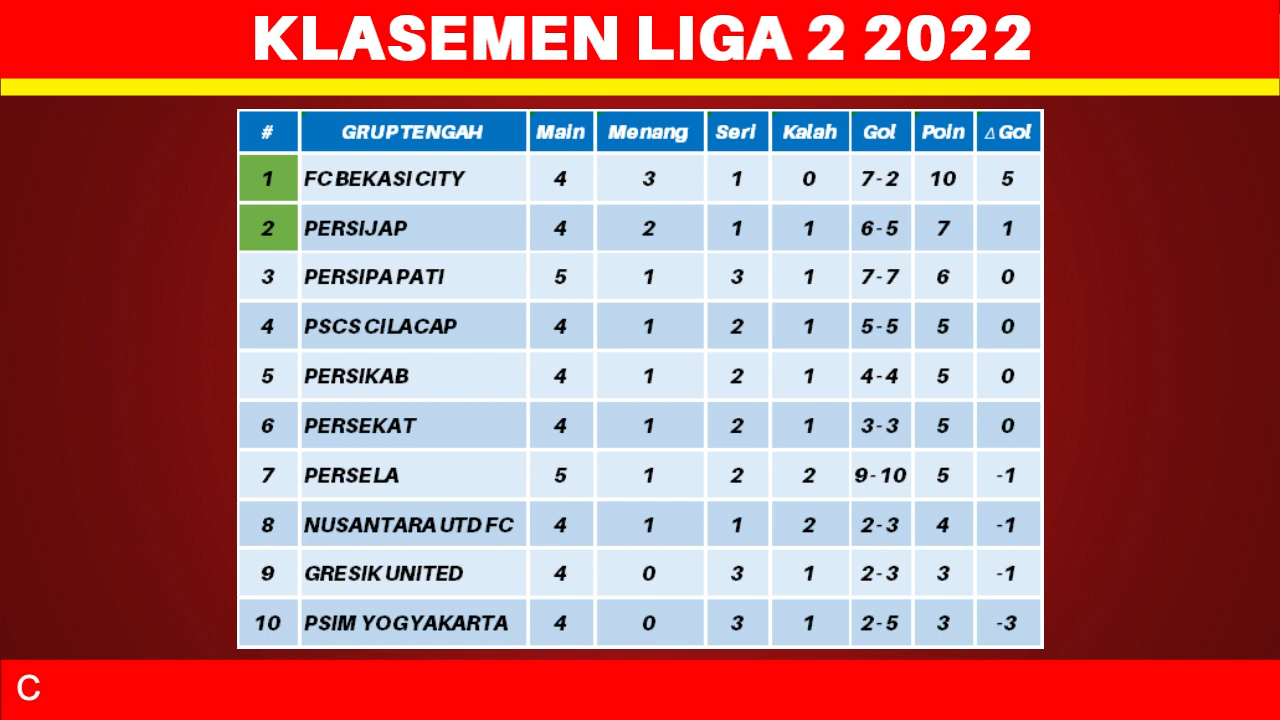 KLASEMEN LIGA 2 2022
# GRUP TENGAH Main Menang Seri Kalah Gol Poin Δ Gol
1 FC BEKASI CITY 4 3 1 0 7-2 10 5
2 PERSIJAP 4 2 1 1 6-5 7 1
3 PERSIPA PATI 5 1 3 1 7-7 6 0
4 PSCS CILACAP 4 1 2 1 5-5 5 0
5 PERSIKAB 4 1 2 1 4-4 5 0
6 PERSEKAT 4 1 2 1 3-3 5 0
7 PERSELA 5 1 2 2 9-10 5 -1
8 NUSANTARA UTD FC 4 1 1 2 2-3 4 -1
9 GRESIK UNITED 4 0 3 1 2-3 3 -1
10 PSIM YOGYAKARTA 4 0 3 1 2-5 3 -3
C